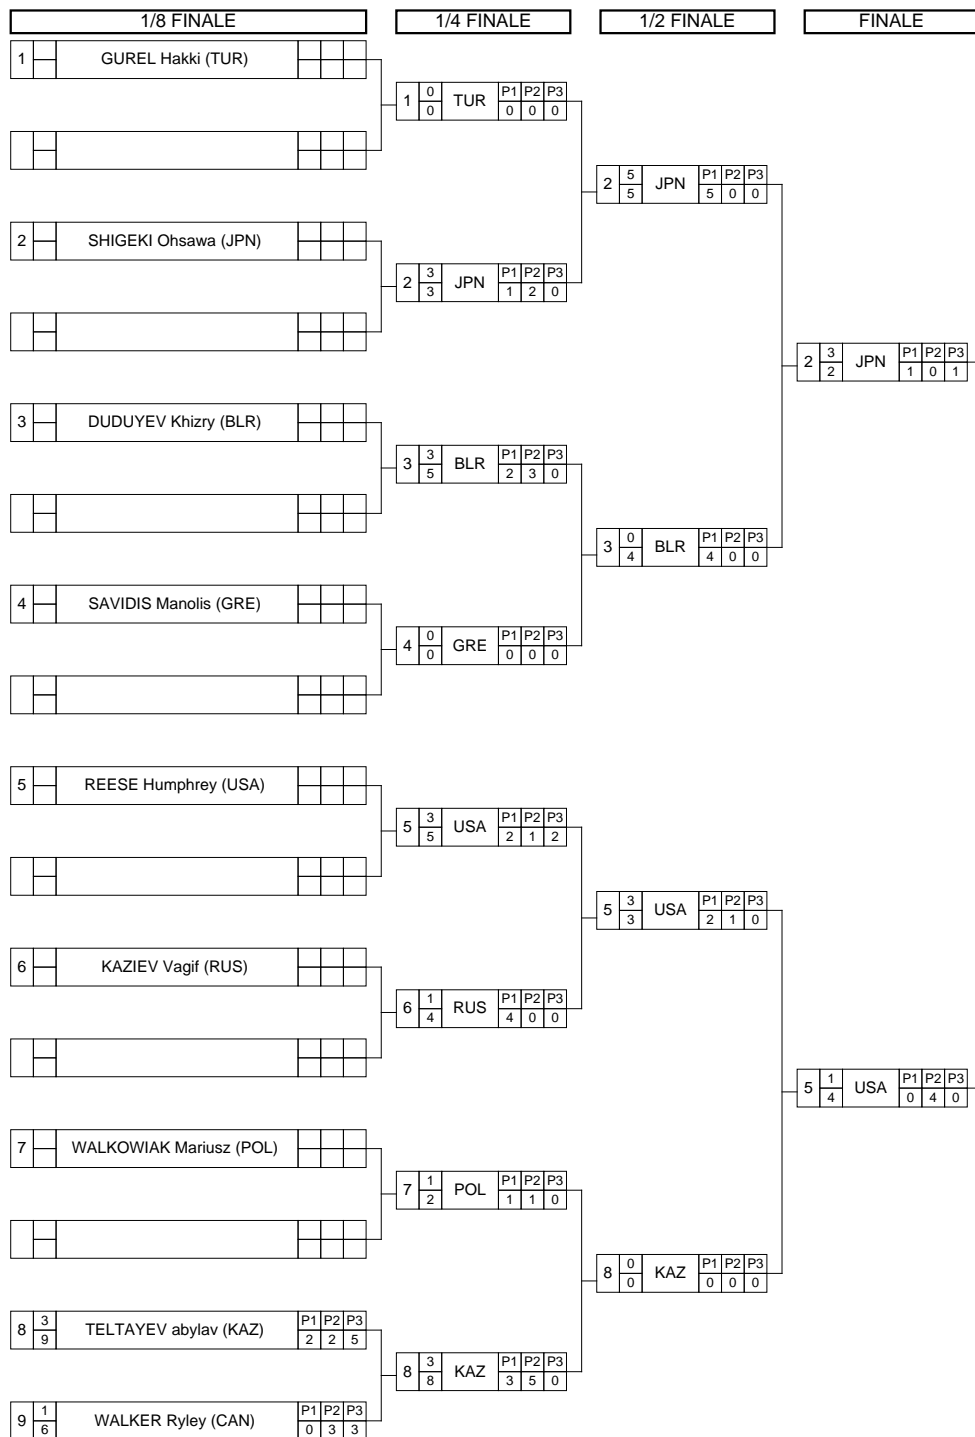 1/8 FINALE 1/4 FINALE 1/2 FINALE FINALE
1 GUREL Hakki (TUR)
0 P1 P2 P3
1 TUR
0 0 0 0
5 P1 P2 P3
2 JPN
5 5 0 0
2 SHIGEKI Ohsawa (JPN)
3 P1 P2 P3
2 JPN
3 1 2 0
3 P1 P2 P3
2 JPN
2 1 0 1
3 DUDUYEV Khizry (BLR)
3 P1 P2 P3
3 BLR
5 2 3 0
0 P1 P2 P3
3 BLR
4 4 0 0
4 SAVIDIS Manolis (GRE)
0 P1 P2 P3
4 GRE
0 0 0 0
5 REESE Humphrey (USA)
3 P1 P2 P3
5 USA
5 2 1 2
3 P1 P2 P3
5 USA
3 2 1 0
6 KAZIEV Vagif (RUS)
1 P1 P2 P3
6 RUS
4 4 0 0
1 P1 P2 P3
5 USA
4 0 4 0
7 WALKOWIAK Mariusz (POL)
1 P1 P2 P3
7 POL
2 1 1 0
0 P1 P2 P3
8 KAZ
0 0 0 0
3 P1 P2 P3
8 TELTAYEV abylav (KAZ)
9 2 2 5
3 P1 P2 P3
8 KAZ
8 3 5 0
1 P1 P2 P3
9 WALKER Ryley (CAN)
6 0 3 3